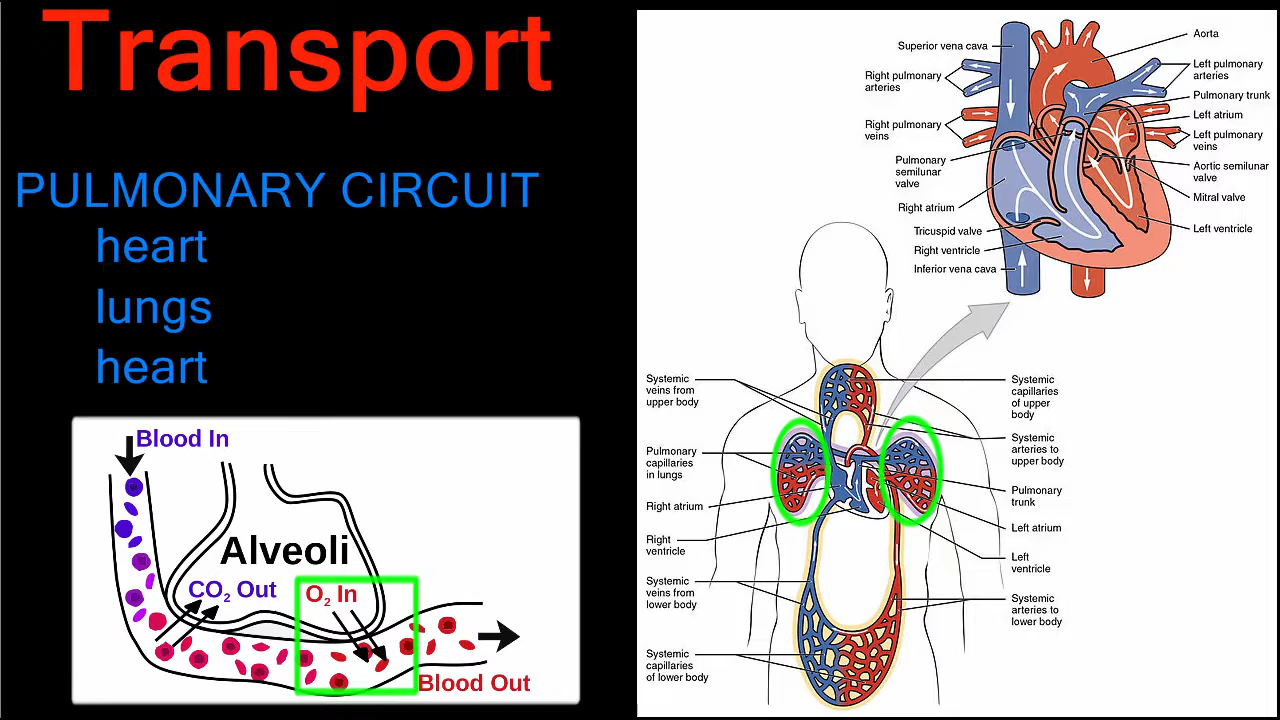 Transport
PULMONARY CIRCUIT
heart
lungs
heart
Blood In
Alveoli
CO2 Out
O2 In
Blood Out
Superior vena cava
Right pulmonary
arteries
Right pulmonary
veins
Pulmonary
semilunar
valve
Right atrium
Tricuspid valve
Right ventricle
Inferior vena cava
Aorta
Left pulmonary
arteries
Pulmonary trunk
Left atrium
Left pulmonary
veins
Aortic semilunar
valve
Mitral valve
Left ventricle
Systemic
veins from
upper body
Pulmonary
capillaries
in lungs
Right atrium
Right
ventricle
Systemic
veins from
lower body
Systemic
capillaries
of lower body
Systemic
capillaries
of upper
body
Systemic
arteries to
upper body
Pulmonary
trunk
Left atrium
Left
ventricle
Systemic
arteries to
lower body